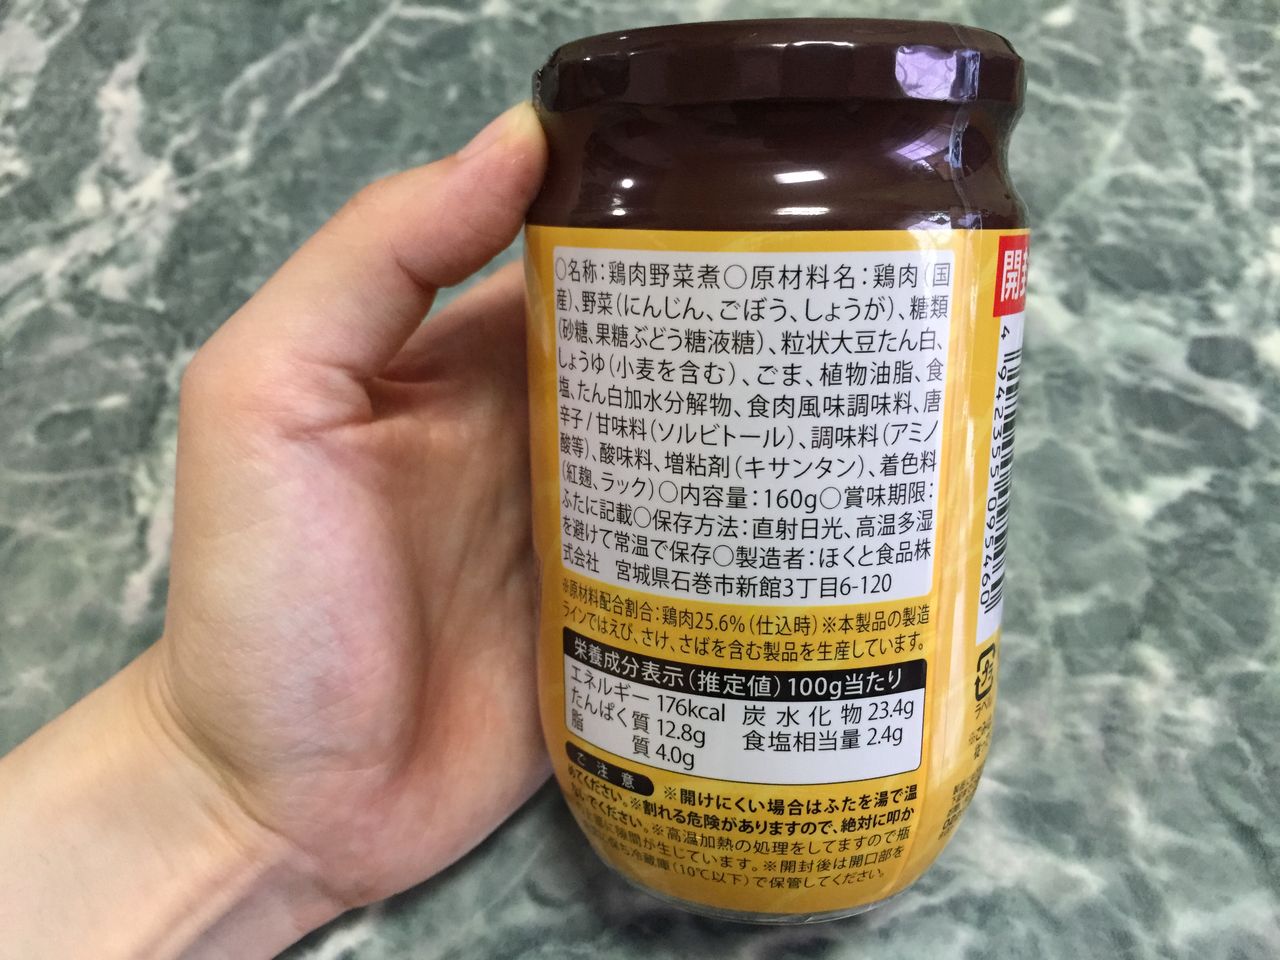 ○名称：鶏肉野菜煮○原材料名：鶏肉（国
産）、野菜（にんじん、ごぼう、しょうが）、糖類
（砂糖、果糖ぶどう糖液糖）、粒状大豆たん白、
しょうゆ（小麦を含む）、ごま、植物油脂、食
塩、たん白加水分解物、食肉風味調味料、唐
辛子/甘味料（ソルビトール）、調味料（アミノ
酸等）、酸味料、増粘剤（キサンタン）、着色料
（紅麹、ラック）○内容量：160g○賞味期限：
ふたに記載○保存方法：直射日光、高温多湿
を避けて常温で保存○製造者：ほくと食品株
式会社 宮城県石巻市新館3丁目6-120
※原材料配合割合：鶏肉25.6%（仕込時）※本製品の製造
ラインではえび、さけ、さばを含む製品を生産しています。
栄養成分表示（推定値）100g当たり
エネルギー 176kcal 炭水化物 23.4g
たんぱく質 12.8g 食塩相当量 2.4g
脂質 4.0g
ご注意
※開けにくい場合はふたを湯で温
めてください。※割れる危険がありますので、絶対に叩か
ないでください。※高温加熱の処理をしてますので瓶
に隙間が生じています。※開封後は開口部を
冷蔵庫（10℃以下）で保管してください。
開封
4 942355 095460
プラ